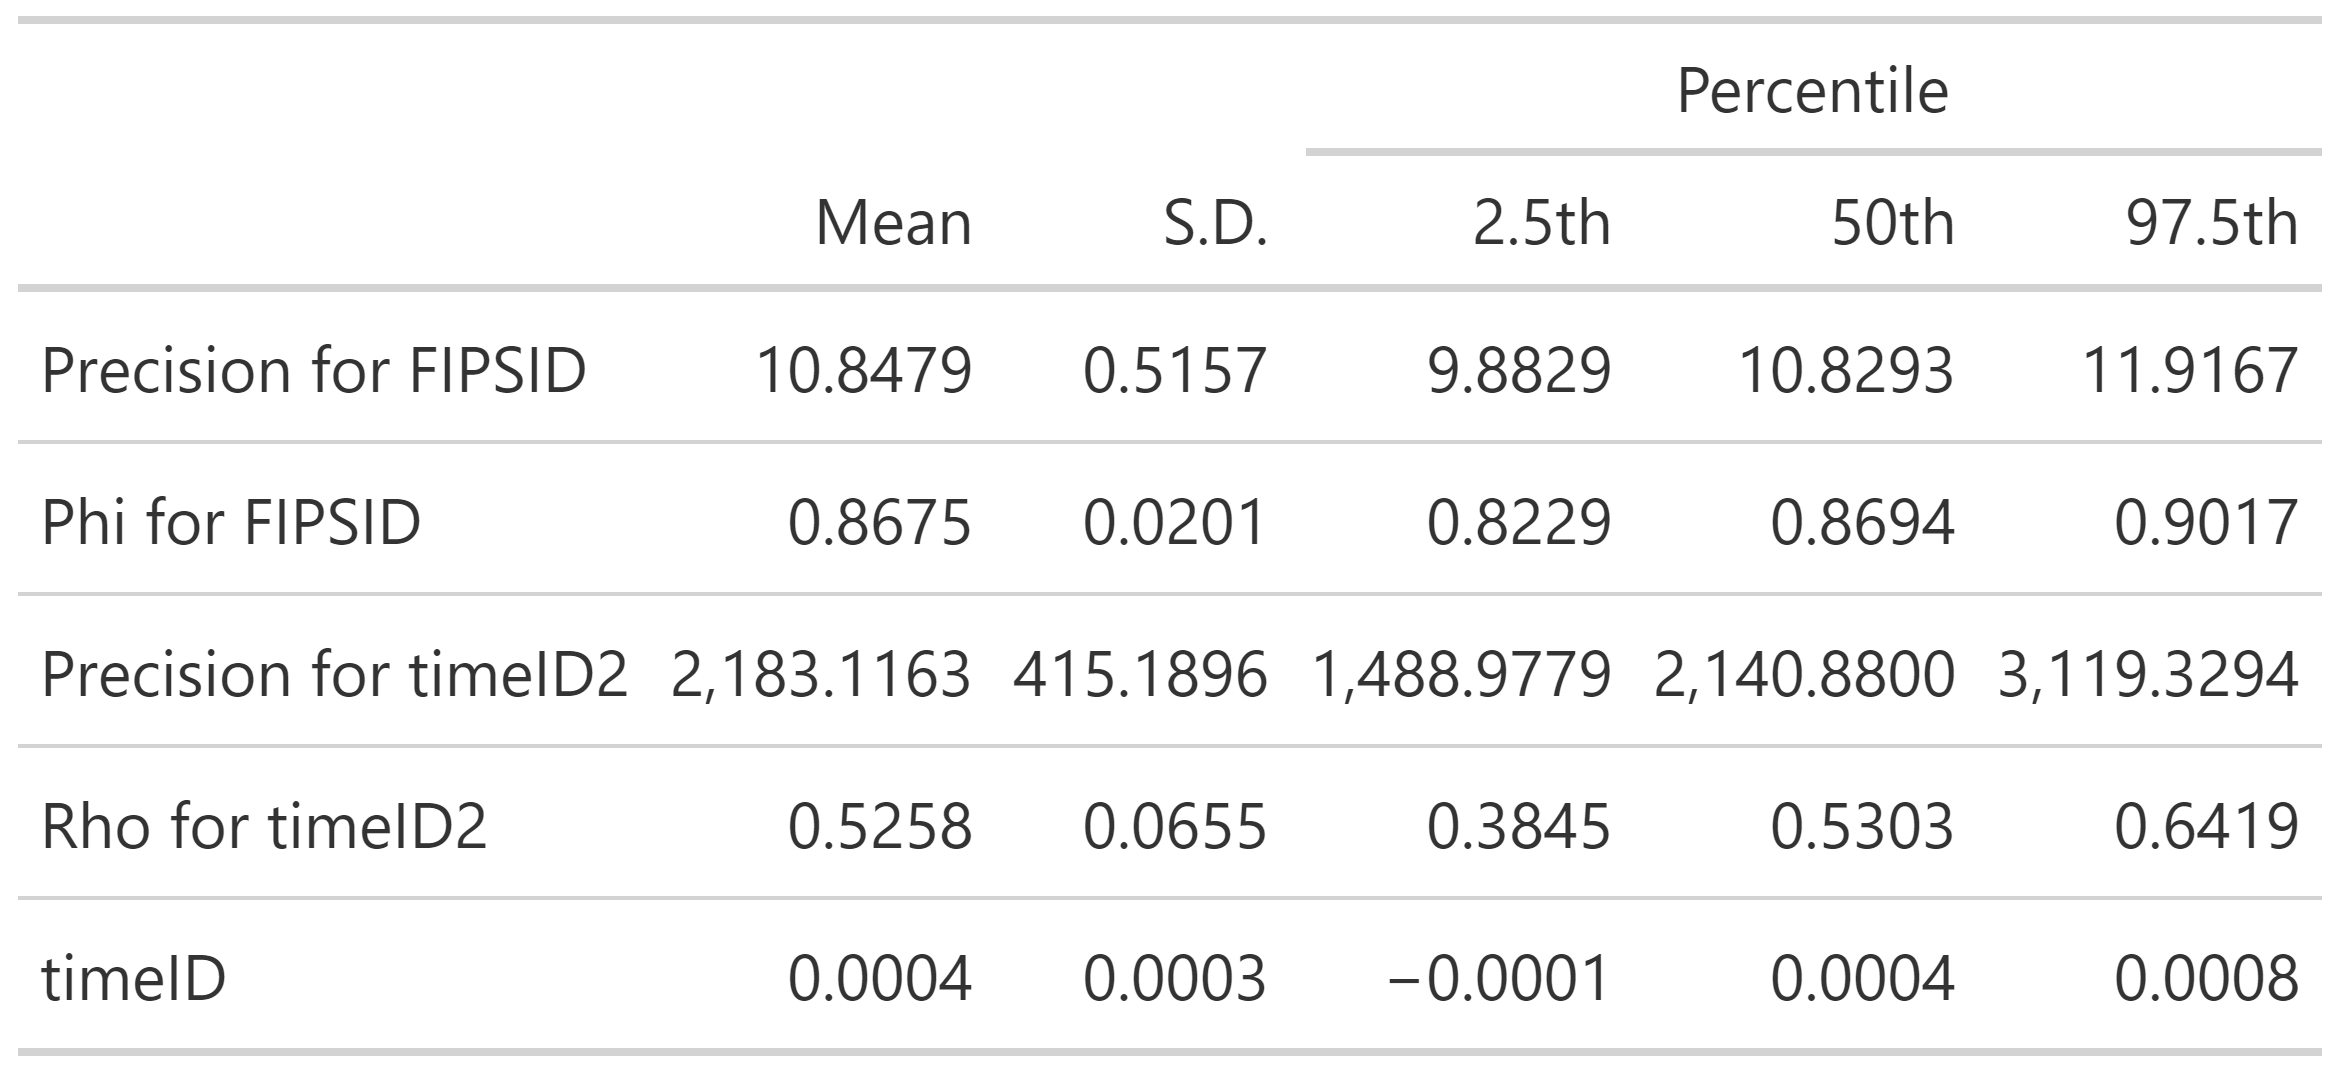 Percentile
Mean S.D. 2.5th 50th 97.5th
Precision for FIPSID 10.8479 0.5157 9.8829 10.8293 11.9167
Phi for FIPSID 0.8675 0.0201 0.8229 0.8694 0.9017
Precision for timeID2 2,183.1163 415.1896 1,488.9779 2,140.8800 3,119.3294
Rho for timeID2 0.5258 0.0655 0.3845 0.5303 0.6419
timeID 0.0004 0.0003 −0.0001 0.0004 0.0008